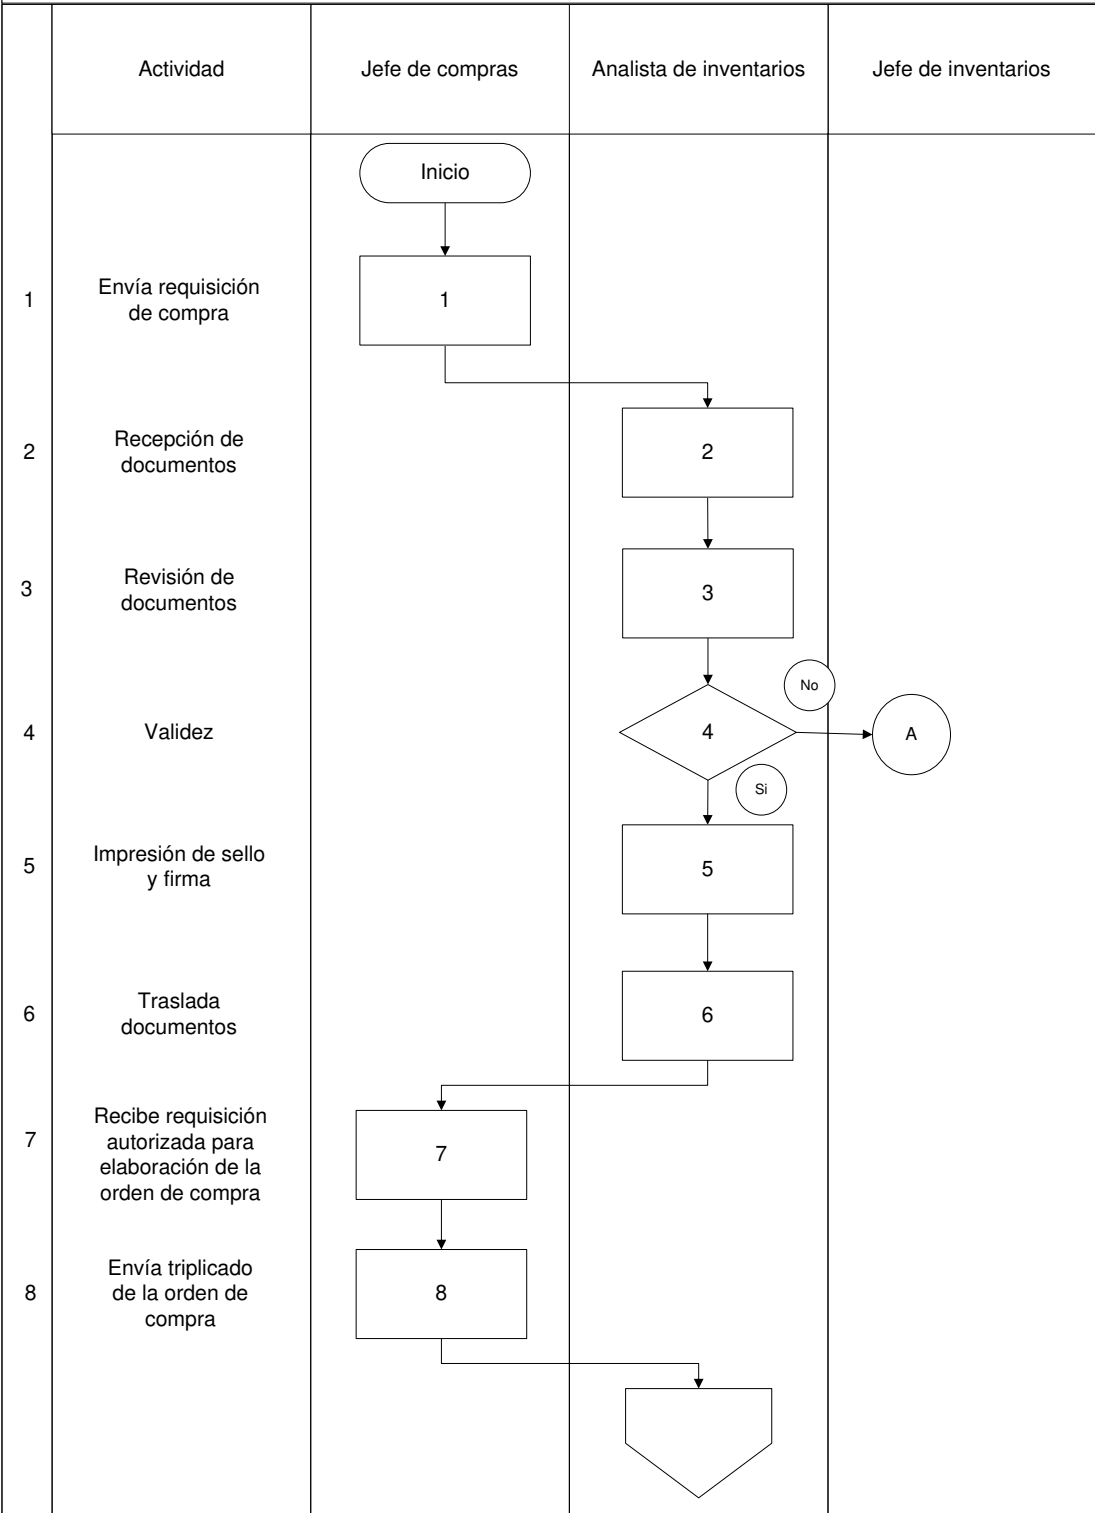 Actividad
Jefe de compras
Analista de inventarios
Jefe de inventarios
Inicio
1
Envía requisición
de compra
1
2
Recepción de
documentos
2
3
Revisión de
documentos
3
No
4
Validez
4
A
Si
5
Impresión de sello
y firma
5
6
Traslada
documentos
6
7
Recibe requisición
autorizada para
elaboración de la
orden de compra
7
8
Envía triplicado
de la orden de
compra
8